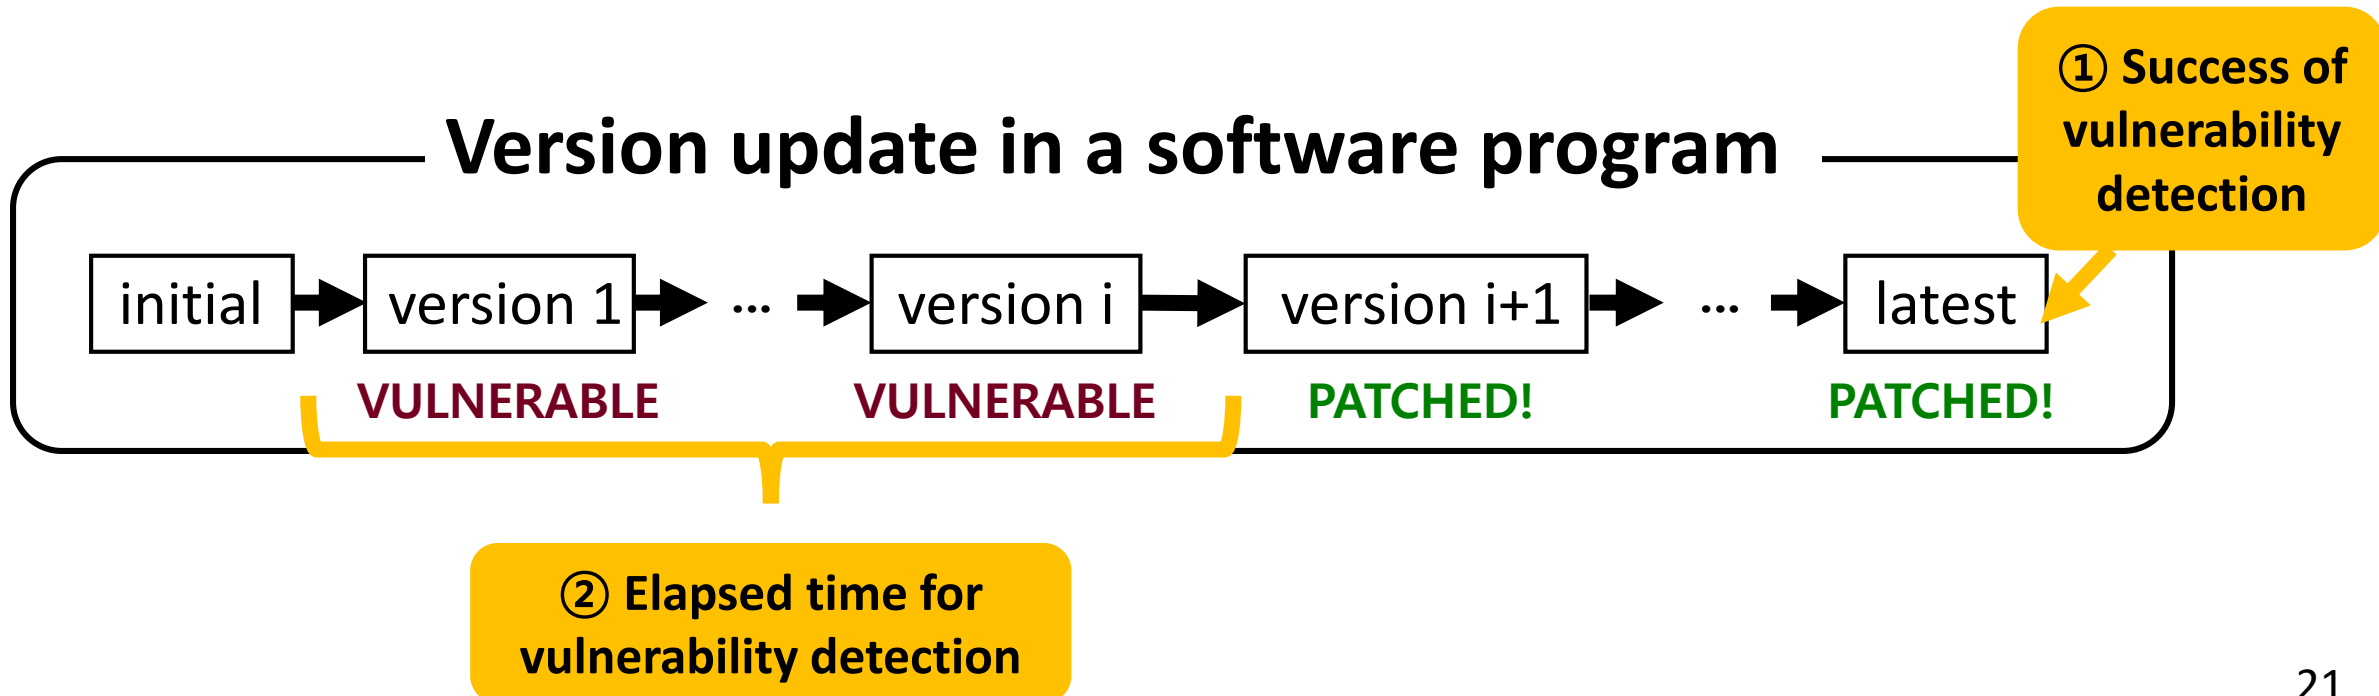 ① Success of
vulnerability
detection
Version update in a software program
initial
version 1
...
version i
version i+1
...
latest
VULNERABLE
VULNERABLE
PATCHED!
PATCHED!
② Elapsed time for
vulnerability detection
21